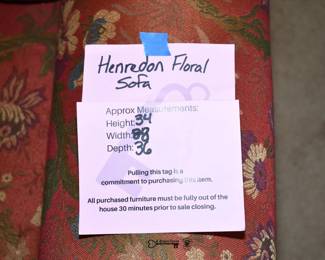 Henredon Floral
Sofa
Approx Measurements:
Height: 34
Width: 88
Depth: 36
Pulling this tag is a
commitment to purchasing this item.
All purchased furniture must be fully out of the
house 30 minutes prior to sale closing.